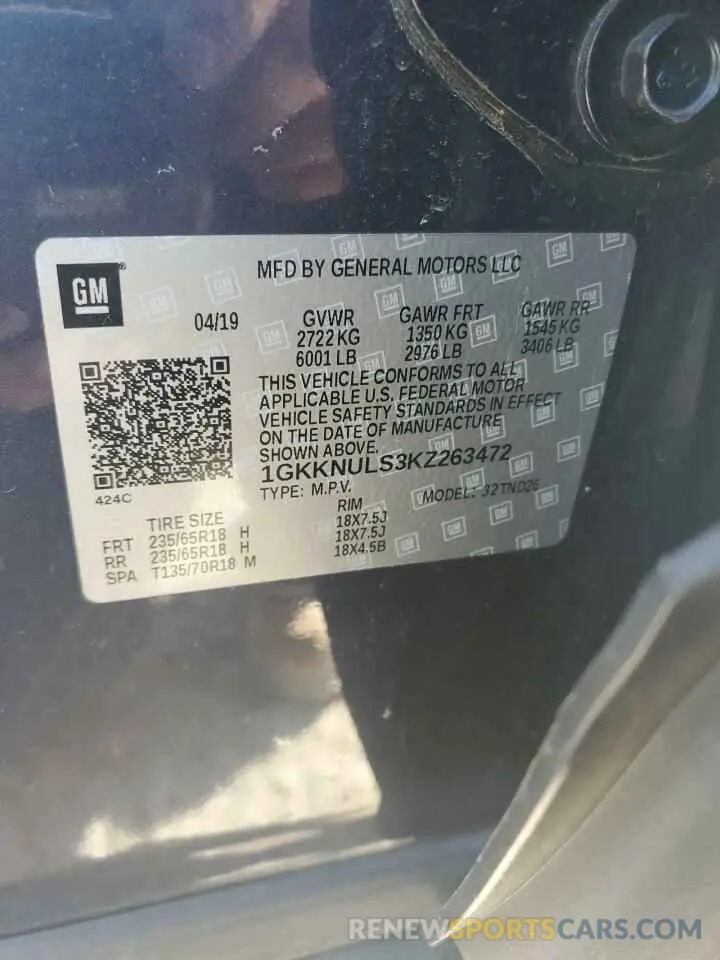 GM
MFD BY GENERAL MOTORS LLC
04/19
GVWR GAWR FRT GAWR RR
2722 KG 1350 KG 1545 KG
6001 LB 2976 LB 3406 LB
THIS VEHICLE CONFORMS TO ALL
APPLICABLE U.S. FEDERAL MOTOR
VEHICLE SAFETY STANDARDS IN EFFECT
ON THE DATE OF MANUFACTURE
SHOWN ABOVE.
1GKKNULS3KZ263472
424C
TYPE: M.P.V. MODEL: 32TND26
TIRE SIZE RIM
FRT 235/65R18 H 18X7.5J
RR 235/65R18 H 18X7.5J
SPA T135/70R18 M 18X4.5B
RENEWSPORTSCARS.COM